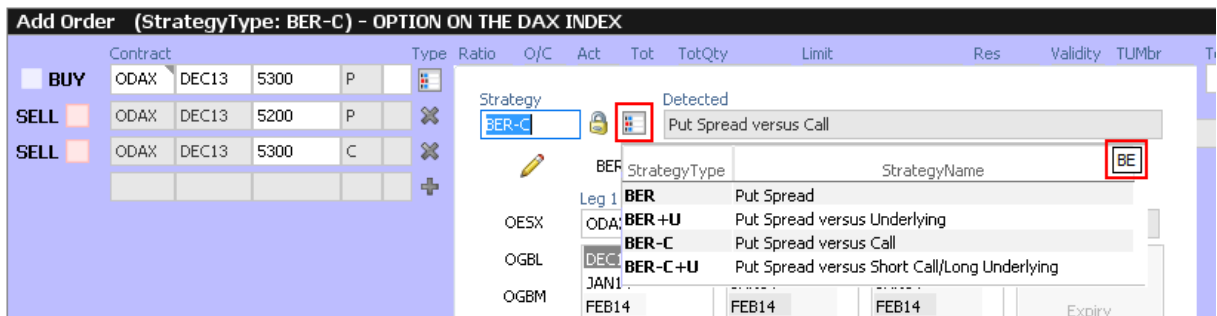 Add Order (StrategyType: BER-C) - OPTION ON THE DAX INDEX
Contract Type Ratio O/C Act Tot TotQty Limit Res Validity TUMbr
BUY ODAX DEC13 5300 P
SELL ODAX DEC13 5200 P
SELL ODAX DEC13 5300 C
Strategy Detected
BER-C Put Spread versus Call
BER
StrategyType StrategyName BE
BER Put Spread
BER+U Put Spread versus Underlying
BER-C Put Spread versus Call
BER-C+U Put Spread versus Short Call/Long Underlying
Leg 1
OESX
OGBL
OGBM
FEB14 FEB14 FEB14
Expiry